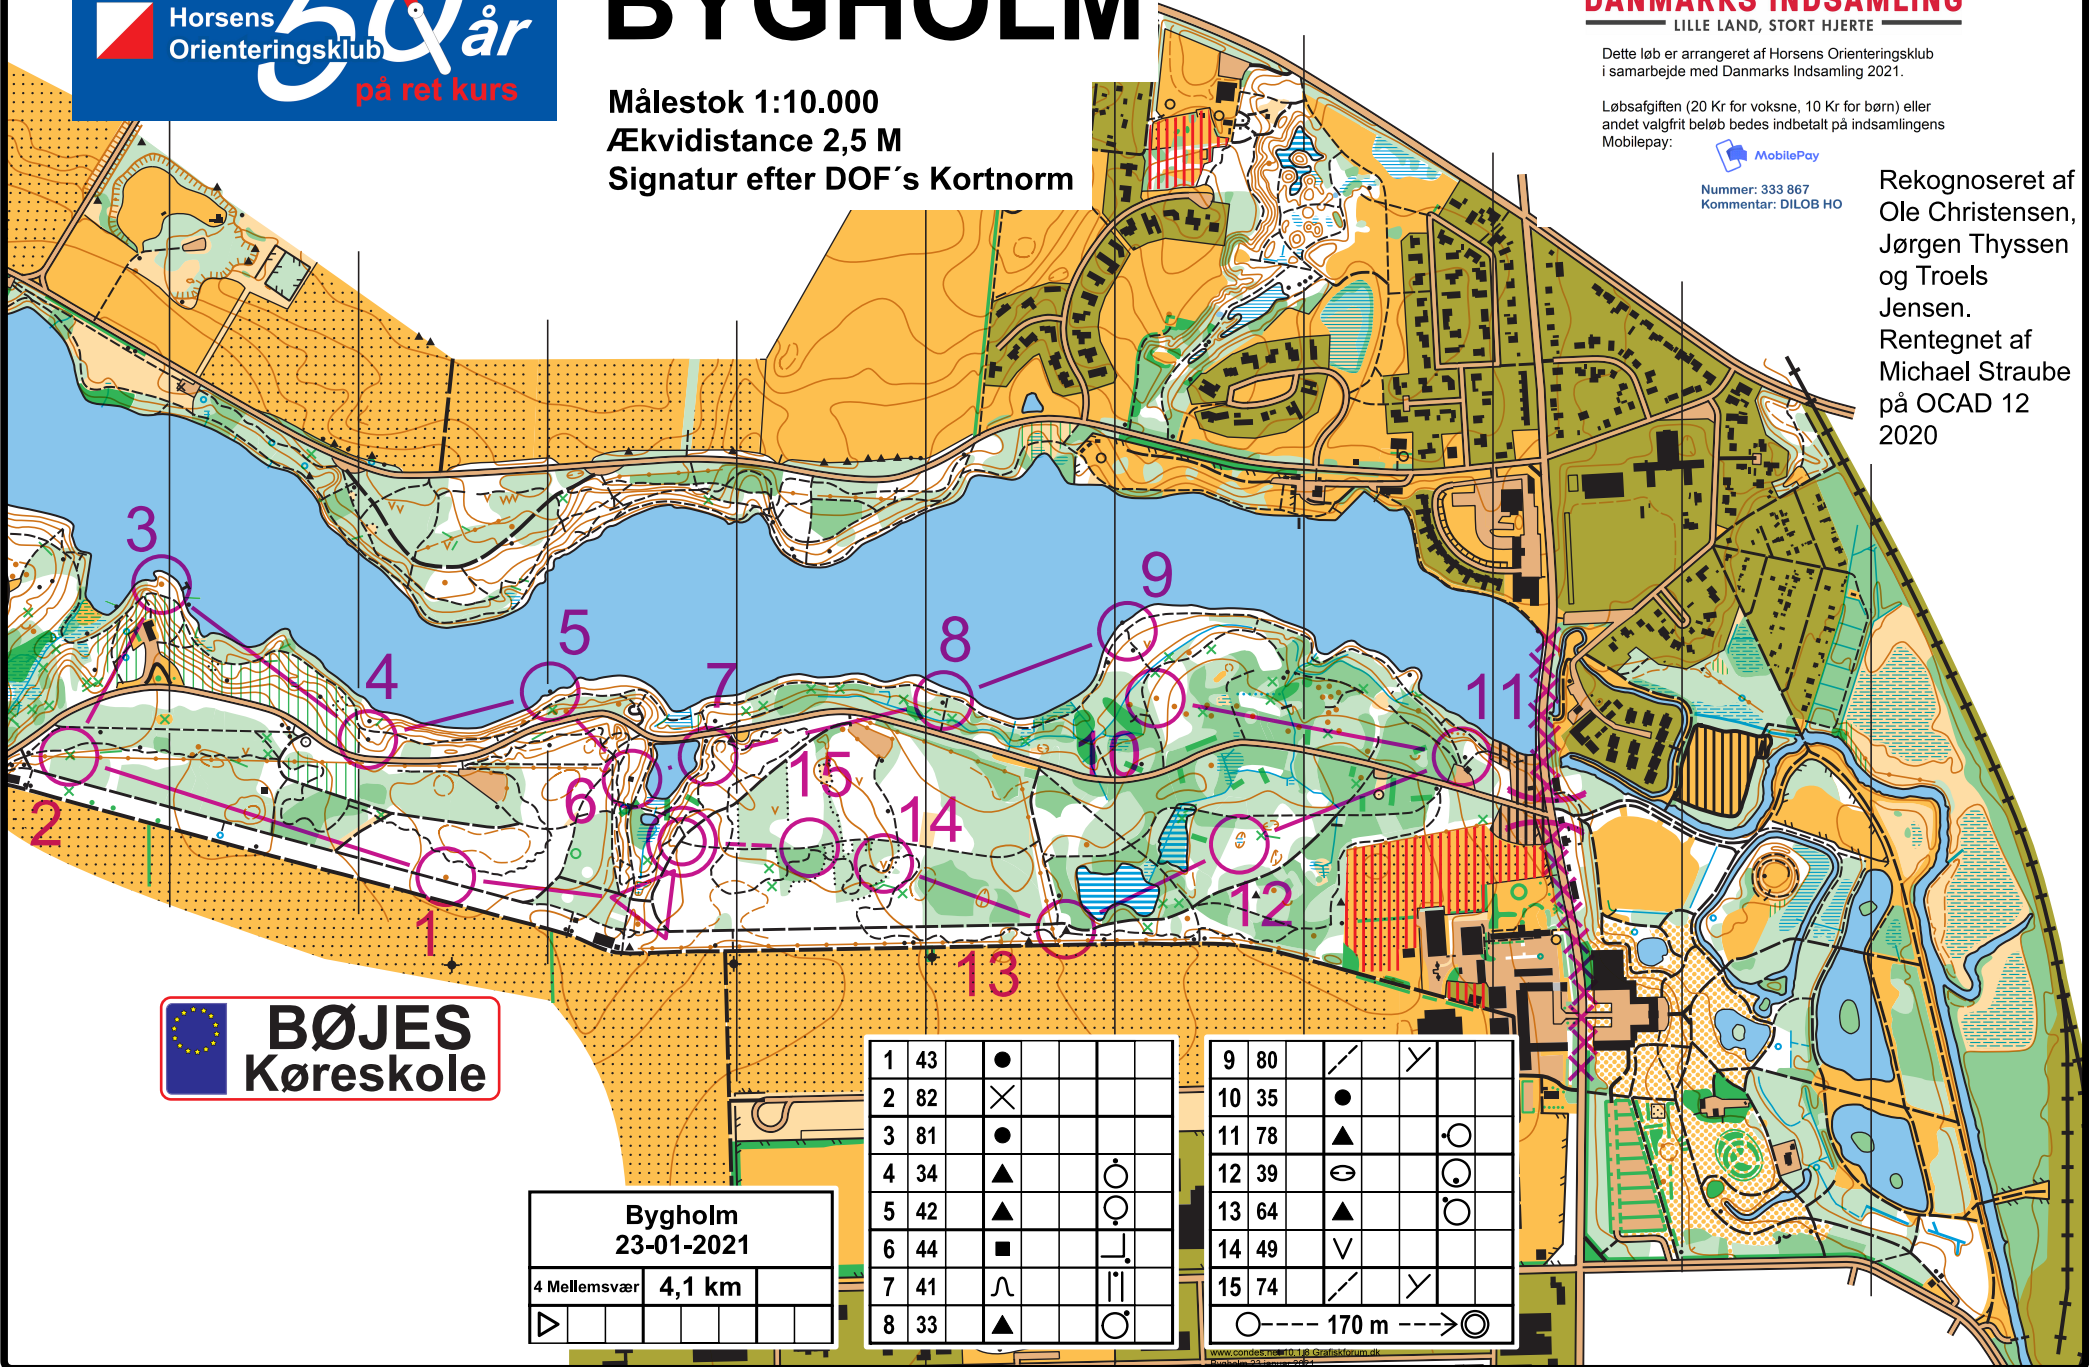 Horsens
Orienteringsklub
50 år
på ret kurs
BYGHOLM
Målestok 1:10.000
Ækvidistance 2,5 M
Signatur efter DOF´s Kortnorm
DANMARKS INDSAMLING
LILLE LAND, STORT HJERTE
Dette løb er arrangeret af Horsens Orienteringsklub
i samarbejde med Danmarks Indsamling 2021.
Løbsafgiften (20 Kr for voksne, 10 Kr for børn) eller
andet valgfrit beløb bedes indbetalt på indsamlingens
Mobilepay:
MobilePay
Nummer: 333 867
Kommentar: DILOB HO
Rekognoseret af
Ole Christensen,
Jørgen Thyssen
og Troels
Jensen.
Rentegnet af
Michael Straube
på OCAD 12
2020
3
5
9
4
7
8
11
10
2
6
15
14
12
1
13
BØJES
Køreskole
Bygholm
23-01-2021
4 Mellemsvær 4,1 km
1 43
2 82
3 81
4 34
5 42
6 44
7 41
8 33
9 80
10 35
11 78
12 39
13 64
14 49
15 74
170 m